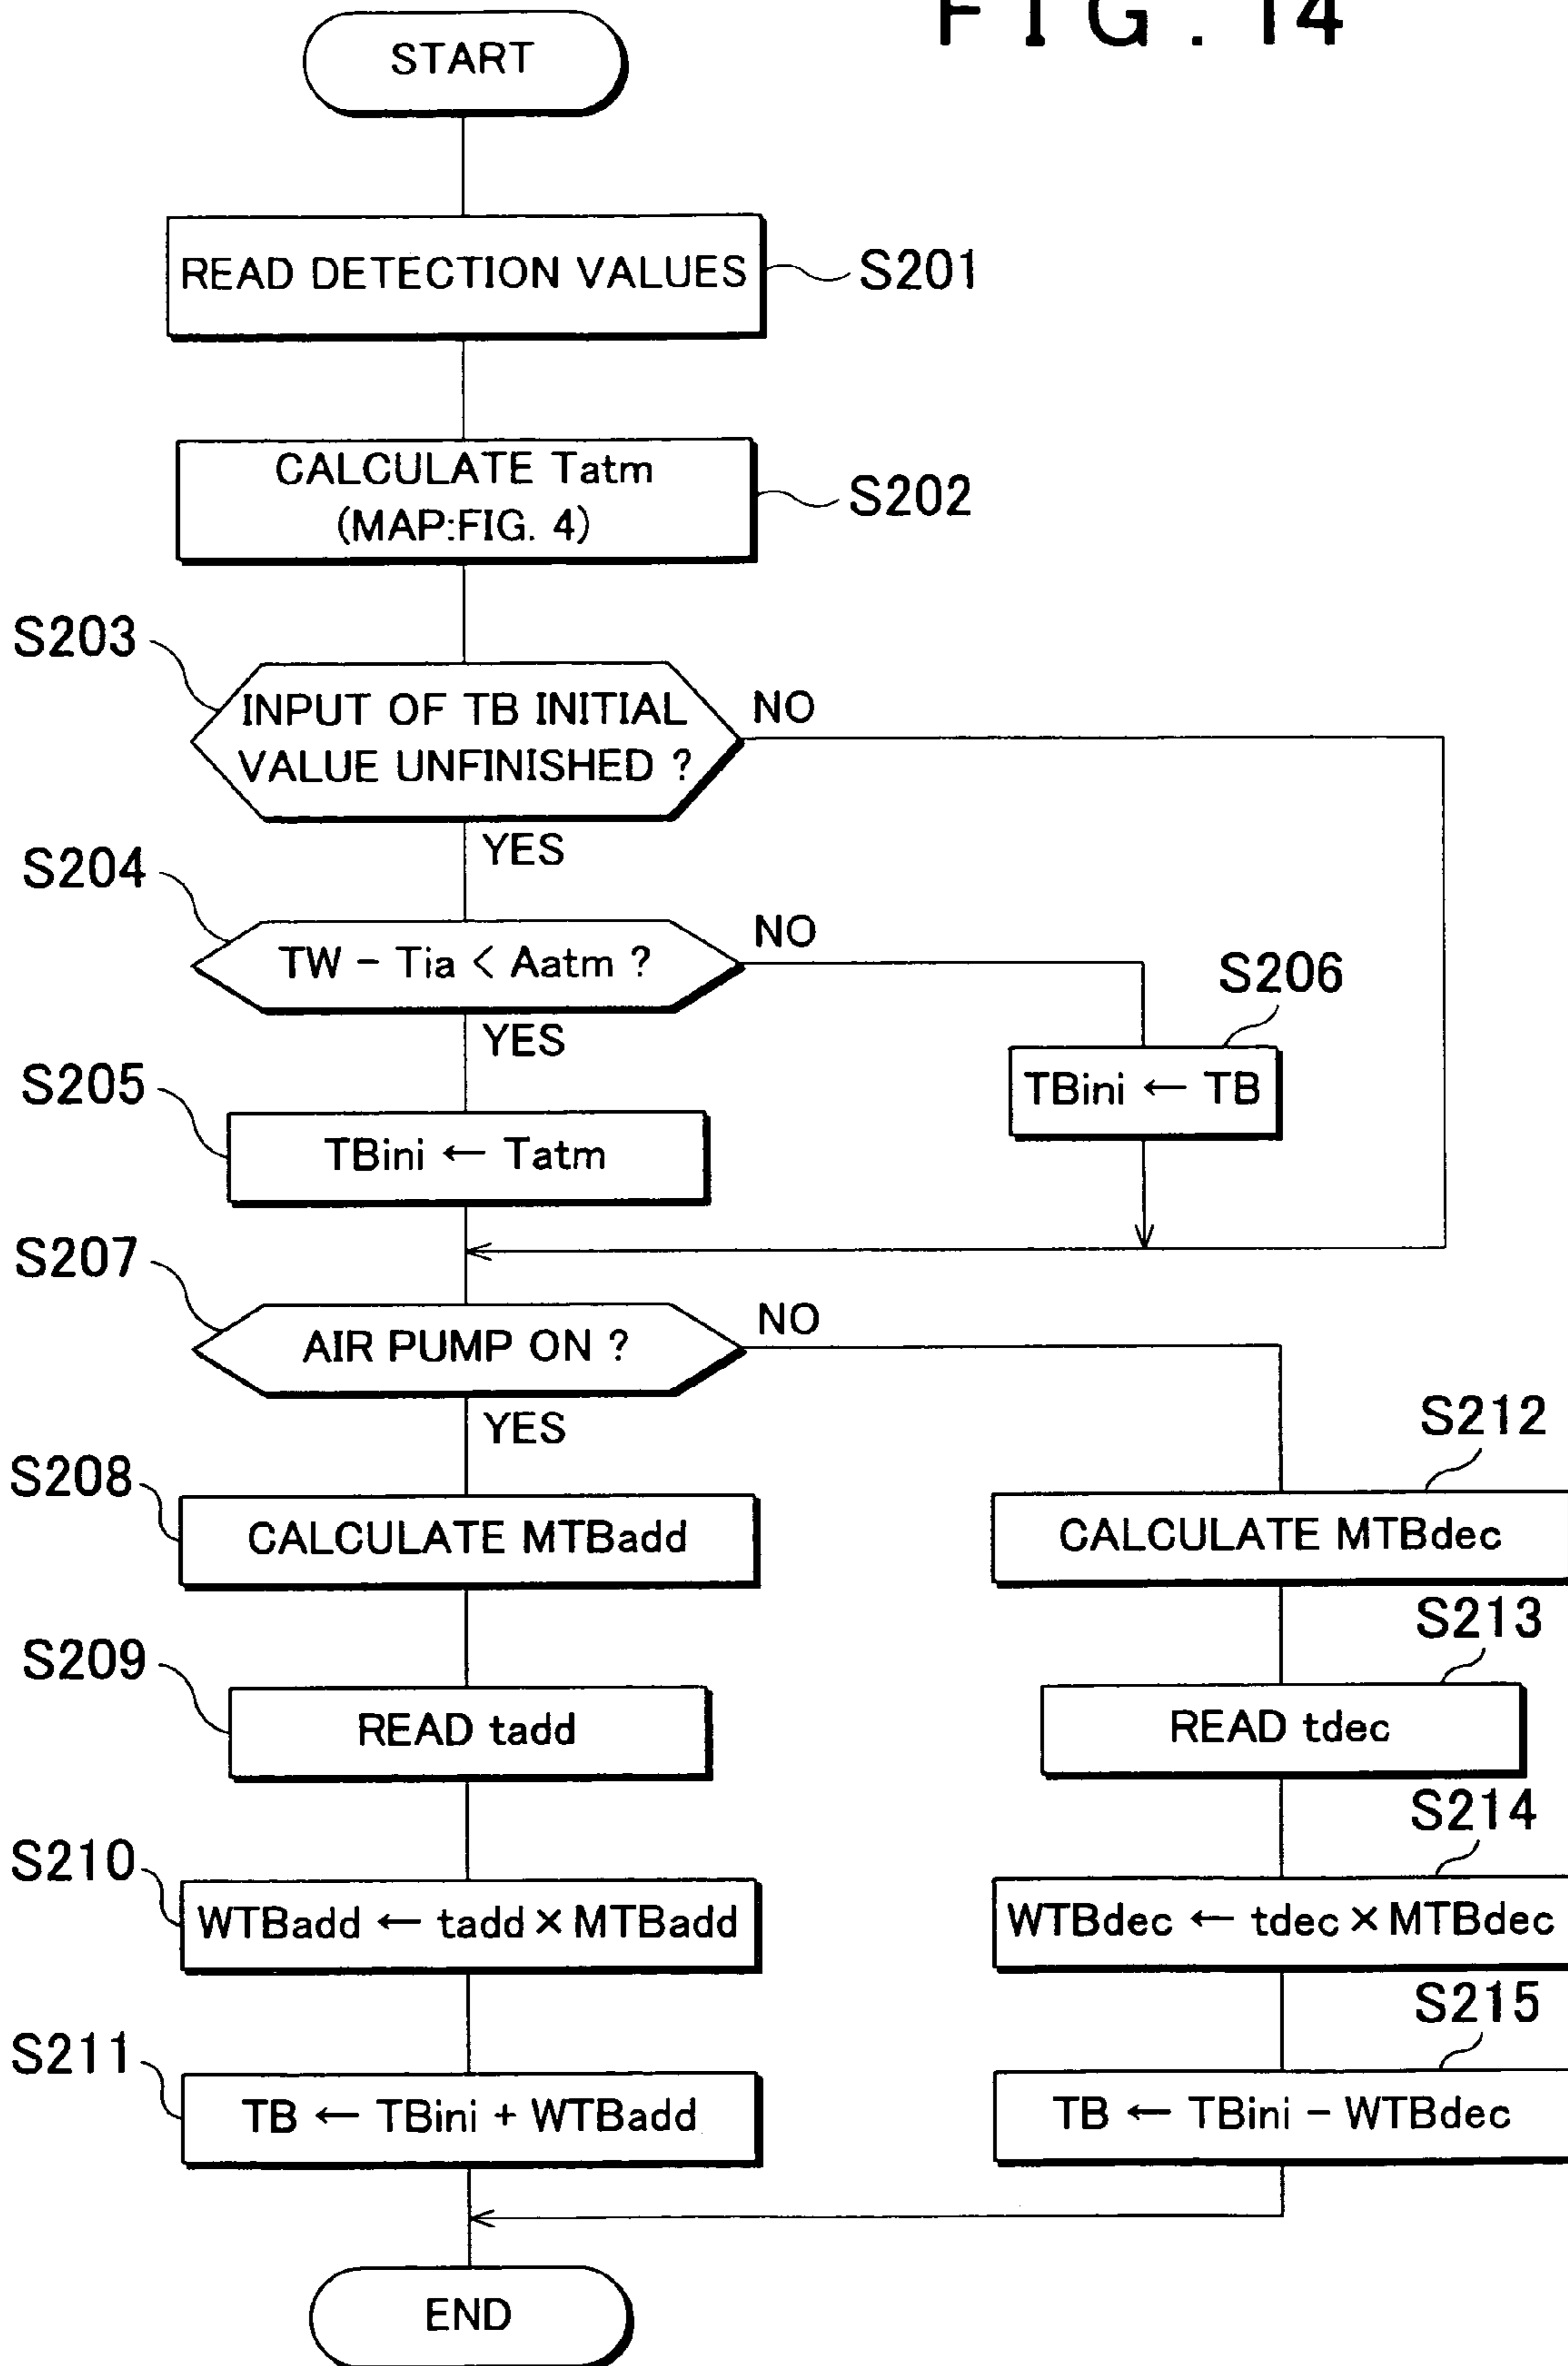 FIG. 14
START
READ DETECTION VALUES
S201
CALCULATE Tatm
(MAP:FIG. 4)
S202
S203
INPUT OF TB INITIAL
VALUE UNFINISHED ?
NO
YES
S204
TW - Tia < Aatm ?
NO
YES
S206
TBini ← TB
S205
TBini ← Tatm
S207
AIR PUMP ON ?
NO
YES
S208
CALCULATE MTBadd
S212
CALCULATE MTBdec
S209
READ tadd
S213
READ tdec
S210
WTBadd ← tadd × MTBadd
S214
WTBdec ← tdec × MTBdec
S211
TB ← TBini + WTBadd
S215
TB ← TBini - WTBdec
END